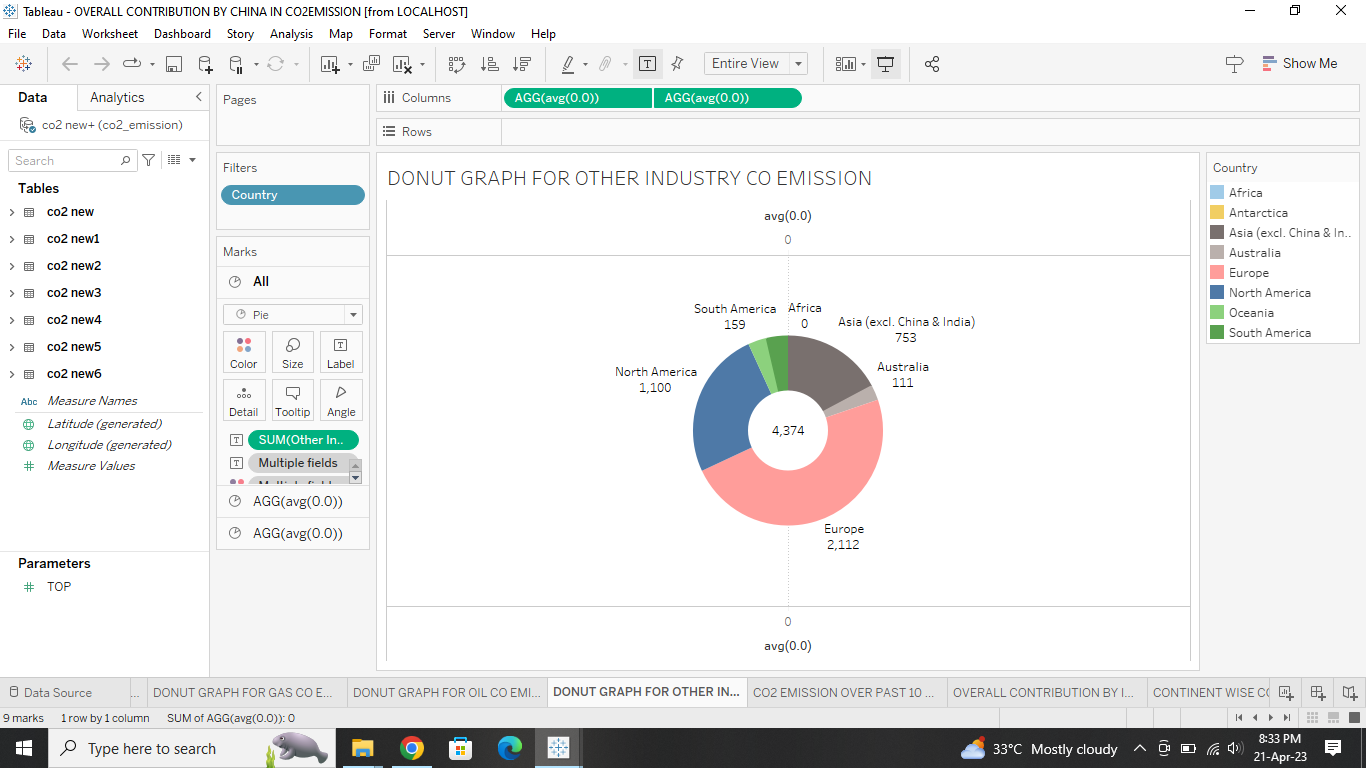 Tableau - OVERALL CONTRIBUTION BY CHINA IN CO2EMISSION [from LOCALHOST]
File Data Worksheet Dashboard Story Analysis Map Format Server Window Help
Entire View
Show Me
Data Analytics
co2 new+ (co2_emission)
Search
Tables
co2 new
co2 new1
co2 new2
co2 new3
co2 new4
co2 new5
co2 new6
Abc Measure Names
Latitude (generated)
Longitude (generated)
Measure Values
Parameters
TOP
Pages
Filters
Country
Marks
All
Pie
Color Size Label
Detail Tooltip Angle
SUM(Other In..
Multiple fields
AGG(avg(0.0))
AGG(avg(0.0))
Columns AGG(avg(0.0)) AGG(avg(0.0))
Rows
DONUT GRAPH FOR OTHER INDUSTRY CO EMISSION
avg(0.0)
0
South America
159
Africa
0
Asia (excl. China & India)
753
Australia
111
North America
1,100
4,374
Europe
2,112
0
avg(0.0)
Country
Africa
Antarctica
Asia (excl. China & In..
Australia
Europe
North America
Oceania
South America
Data Source ... DONUT GRAPH FOR GAS CO E... DONUT GRAPH FOR OIL CO EMI... DONUT GRAPH FOR OTHER IN... CO2 EMISSION OVER PAST 10 ... OVERALL CONTRIBUTION BY I... CONTINENT WISE CO
9 marks 1 row by 1 column SUM of AGG(avg(0.0)): 0
Type here to search
33°C Mostly cloudy
8:33 PM
21-Apr-23